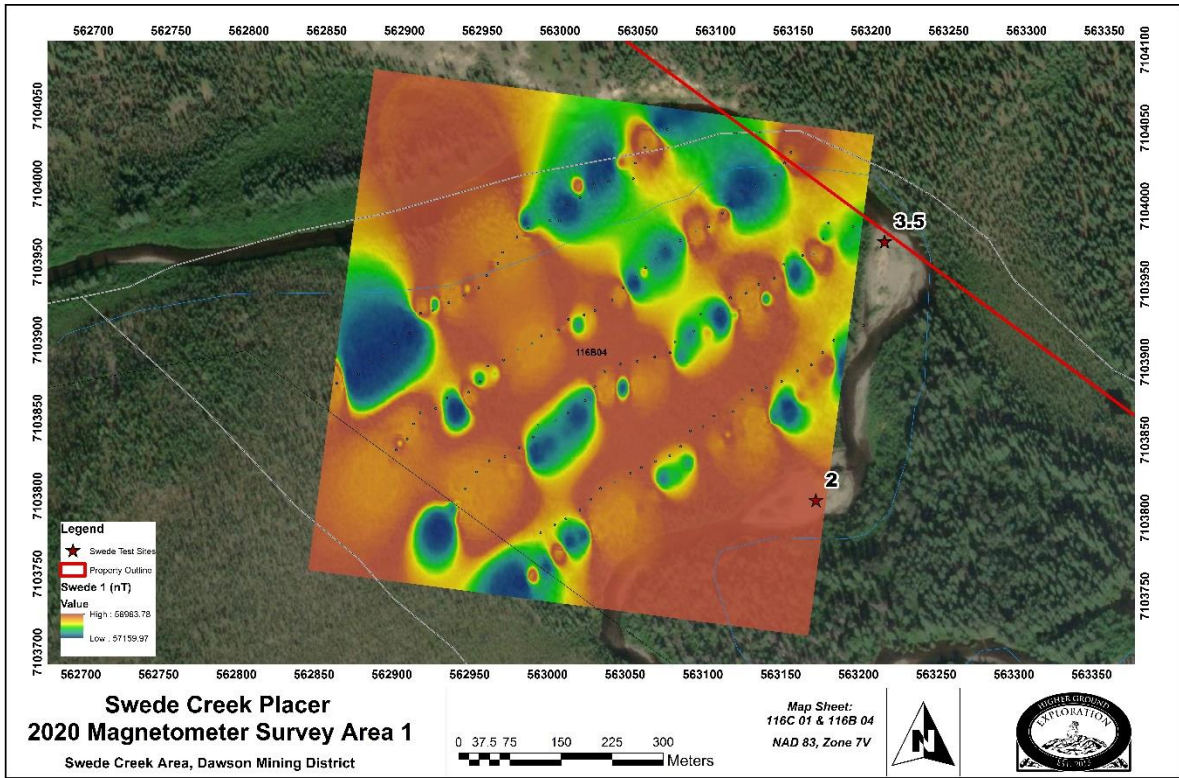 562700 562750 562800 562850 562900 562950 563000 563050 563100 563150 563200 563250 563300 563350
7104100
7104050
7104050
7104000
7104000
7103950
7103950
7103900
7103900
7103850
7103850
7103800
7103800
7103750
7103750
7103700
3.5
116B04
2
Legend
Swede Test Sites
Property Outline
Swede 1 (nT)
Value
High : 56963.78
Low : 57159.97
562700 562750 562800 562850 562900 562950 563000 563050 563100 563150 563200 563250 563300 563350
Swede Creek Placer
2020 Magnetometer Survey Area 1
Swede Creek Area, Dawson Mining District
0 37.5 75 150 225 300
Meters
Map Sheet:
116C 01 & 116B 04
NAD 83, Zone 7V
N
HIGHER GROUND
EXPLORATION